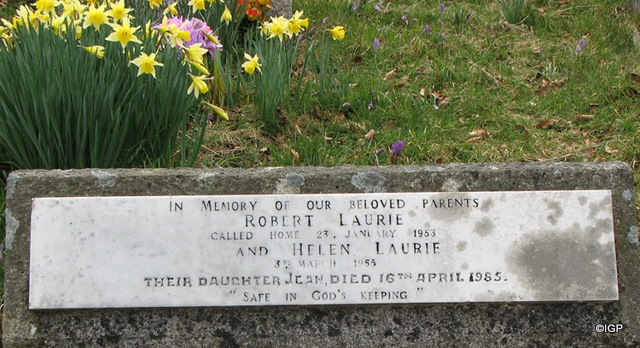 IN MEMORY OF OUR BELOVED PARENTS
ROBERT LAURIE
CALLED HOME 23. JANUARY 1953
AND HELEN LAURIE
3RD MARCH 1955
THEIR DAUGHTER JEAN, DIED 16TH APRIL 1985.
"SAFE IN GOD'S KEEPING"
©IGP